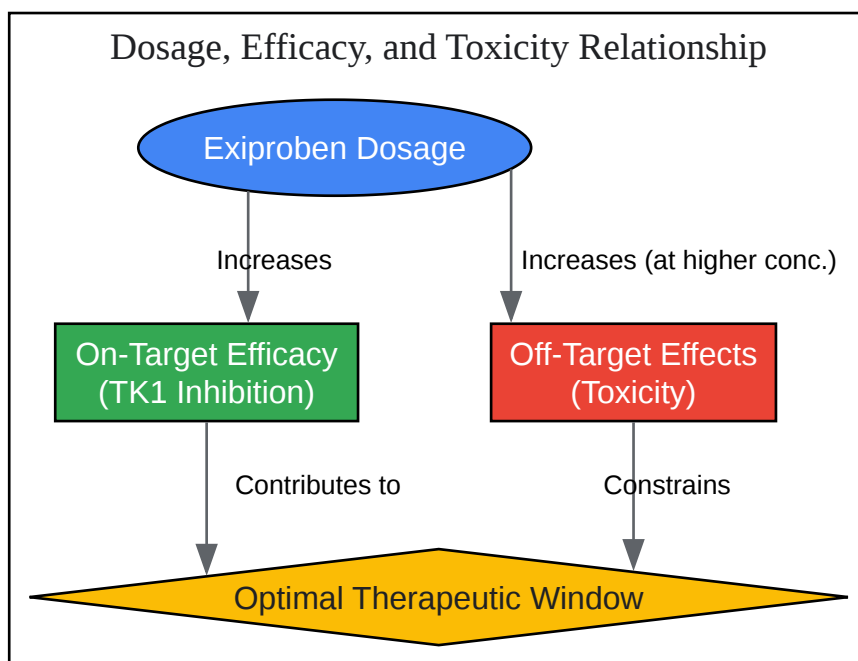 Dosage, Efficacy, and Toxicity Relationship
Exiproben Dosage
Increases
Increases (at higher conc.)
On-Target Efficacy
(TK1 Inhibition)
Off-Target Effects
(Toxicity)
Contributes to
Constrains
Optimal Therapeutic Window